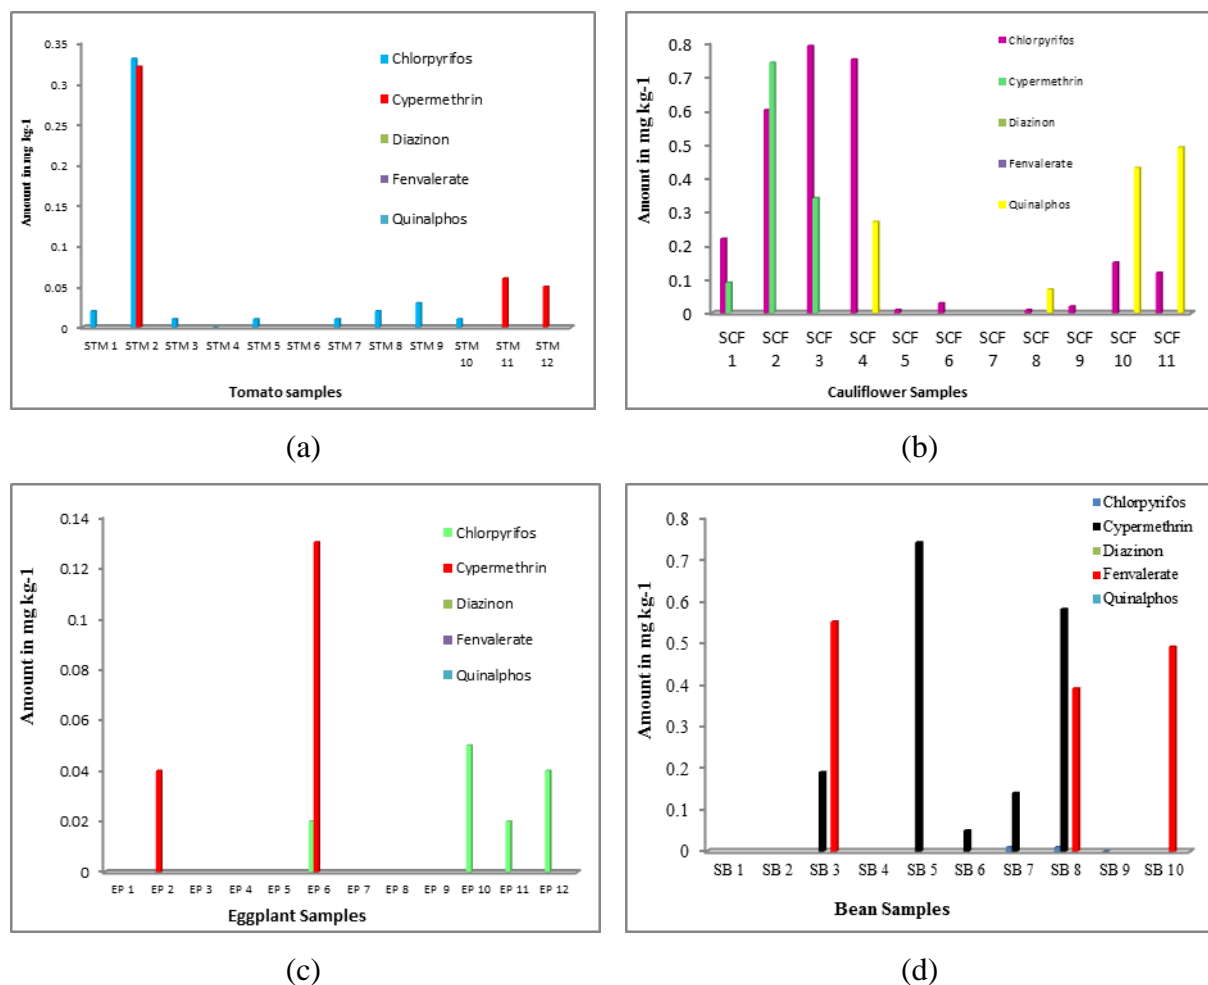 0.35
0.3
0.25
0.2
0.15
0.1
0.05
0
Amount in mg kg-1
Chlorpyrifos
Cypermethrin
Diazinon
Fenvalerate
Quinalphos
STM 1 STM 2 STM 3 STM 4 STM 5 STM 6 STM 7 STM 8 STM 9 STM STM STM
10 11 12
Tomato samples
(a)
0.8
0.7
0.6
0.5
0.4
0.3
0.2
0.1
0
Amount in mg kg-1
Chlorpyrifos
Cypermethrin
Diazinon
Fenvalerate
Quinalphos
SCF SCF SCF SCF SCF SCF SCF SCF SCF SCF SCF
1 2 3 4 5 6 7 8 9 10 11
Cauliflower Samples
(b)
0.14
0.12
0.1
0.08
0.06
0.04
0.02
0
Amount in mg kg-1
Chlorpyrifos
Cypermethrin
Diazinon
Fenvalerate
Quinalphos
EP 1 EP 2 EP 3 EP 4 EP 5 EP 6 EP 7 EP 8 EP 9 EP 10 EP 11 EP 12
Eggplant Samples
(c)
0.8
0.7
0.6
0.5
0.4
0.3
0.2
0.1
0
Amount in mg kg-1
Chlorpyrifos
Cypermethrin
Diazinon
Fenvalerate
Quinalphos
SB 1 SB 2 SB 3 SB 4 SB 5 SB 6 SB 7 SB 8 SB 9 SB 10
Bean Samples
(d)